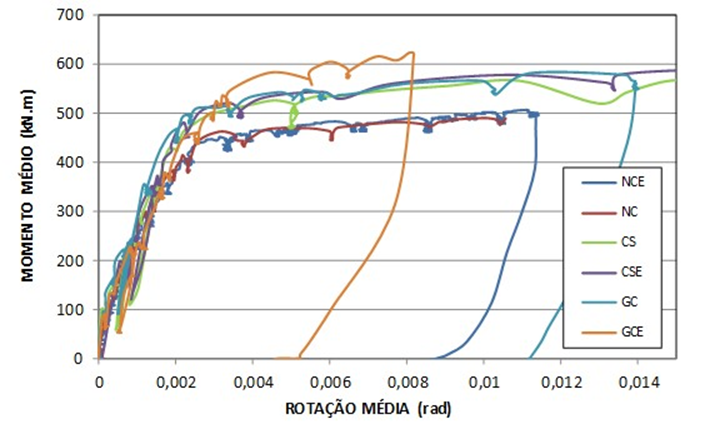 700
600
500
400
300
200
100
0
MOMENTO MÉDIO (kN.m)
NCE
NC
CS
CSE
GC
GCE
0 0,002 0,004 0,006 0,008 0,01 0,012 0,014
ROTAÇÃO MÉDIA (rad)